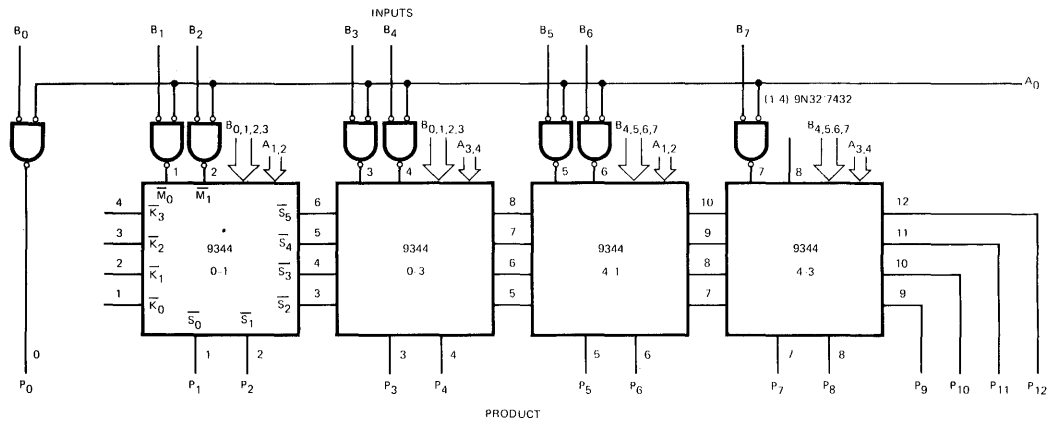 INPUTS
B0 B1 B2 B3 B4 B5 B6 B7
A0
(1 4) 9N32 7432
B0,1,2,3 A1,2 B0,1,2,3 A3,4 B4,5,6,7 A1,2 B4,5,6,7 A3,4
1 2 3 4 5 6 7 8
M̅0 M̅1
4 K̅3 S̅5 6 8 10 12
3 K̅2 9344 S̅4 5 9344 7 9344 9 9344 11
2 K̅1 0-1 S̅3 4 0-3 6 4-1 8 4-3 10
1 K̅0 S̅2 3 5 7 9
S̅0 S̅1
0 1 2 3 4 5 6 7 8
P0 P1 P2 P3 P4 P5 P6 P7 P8 P9 P10 P11 P12
PRODUCT